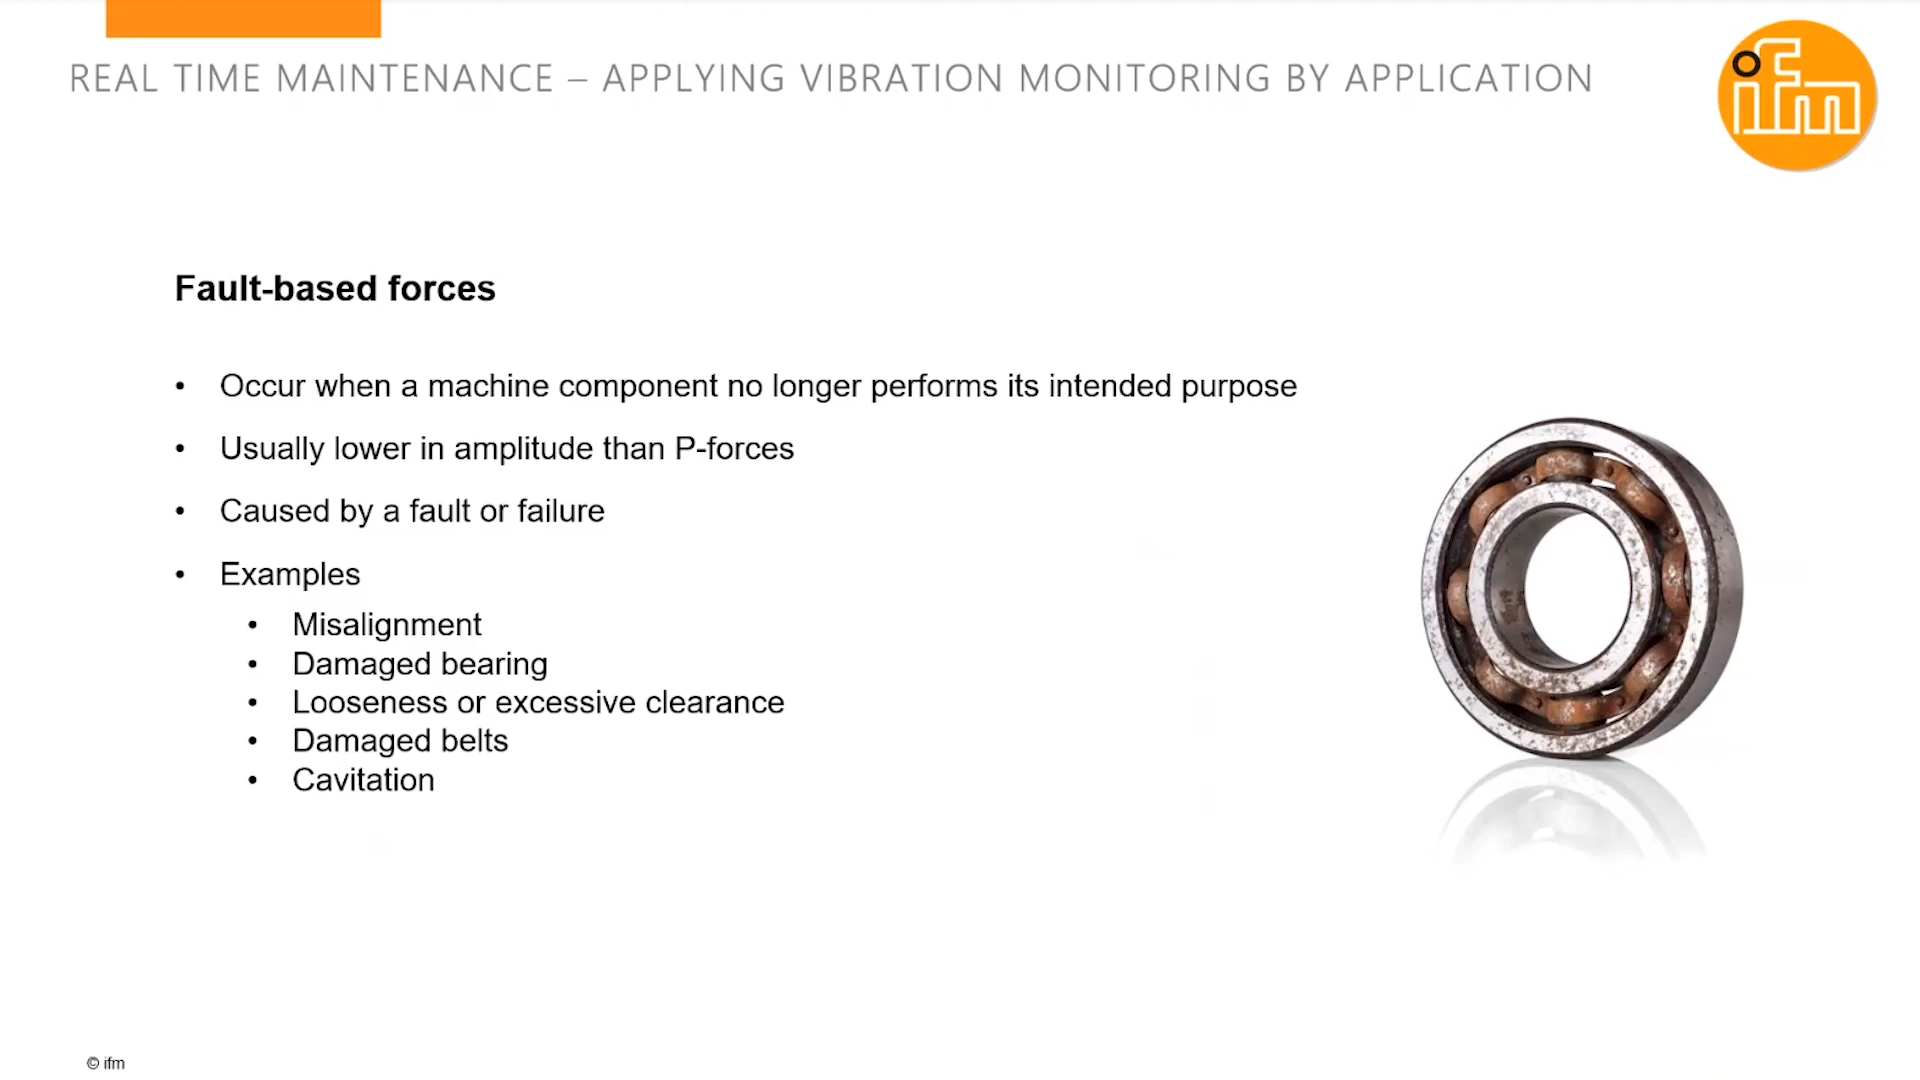 REAL TIME MAINTENANCE – APPLYING VIBRATION MONITORING BY APPLICATION
ifm
Fault-based forces
• Occur when a machine component no longer performs its intended purpose
• Usually lower in amplitude than P-forces
• Caused by a fault or failure
• Examples
• Misalignment
• Damaged bearing
• Looseness or excessive clearance
• Damaged belts
• Cavitation
© ifm